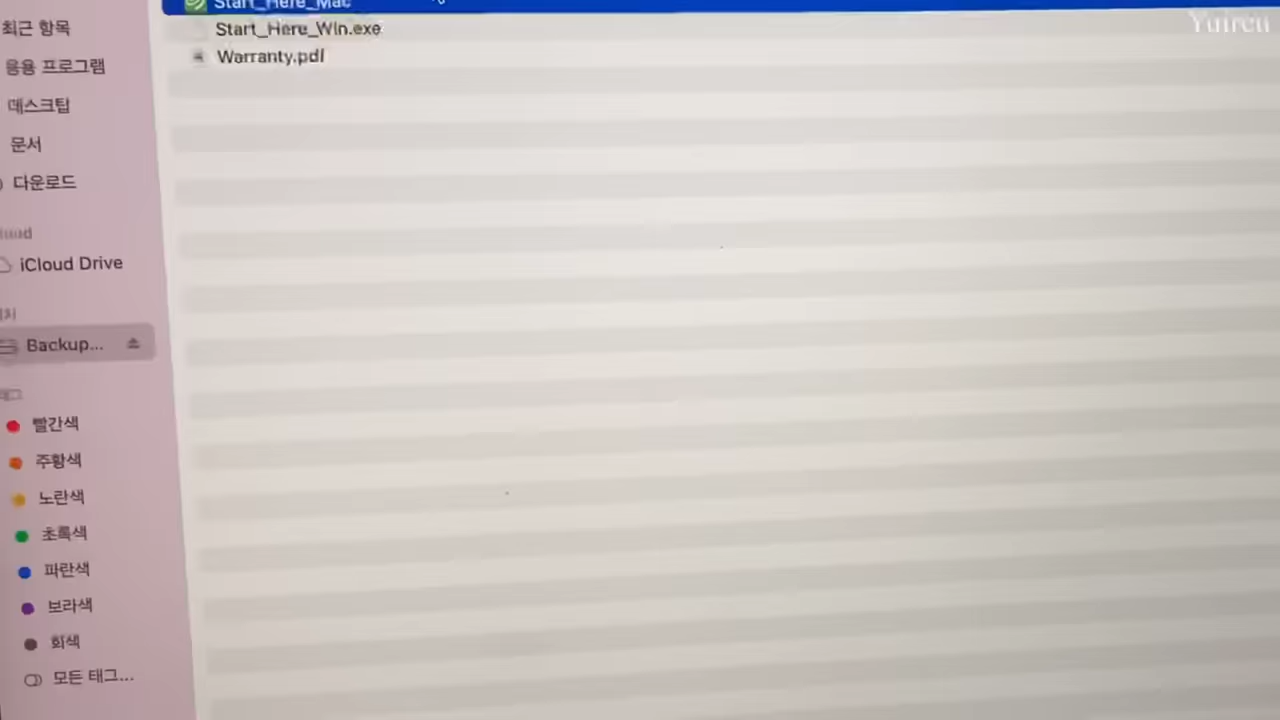 최근 항목
응용 프로그램
데스크탑
문서
다운로드
iCloud Drive
Backup...
빨간색
주황색
노란색
초록색
파란색
보라색
회색
모든 태그...
Start_Here_Mac
Start_Here_Win.exe
Warranty.pdf